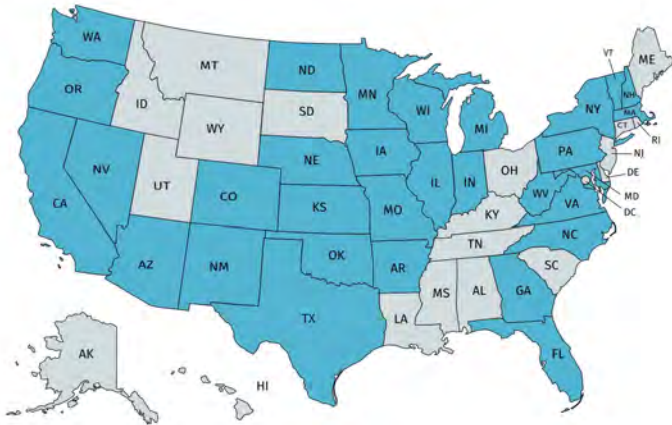 WA
MT
ND
MN
VT
ME
OR
ID
SD
WI
MI
NY
NH
MA
CT
RI
WY
NE
IA
PA
NJ
NV
UT
CO
IL
IN
OH
DE
MD
DC
CA
KS
MO
WV
VA
KY
NC
AZ
NM
OK
AR
TN
SC
TX
LA
MS
AL
GA
FL
AK
HI